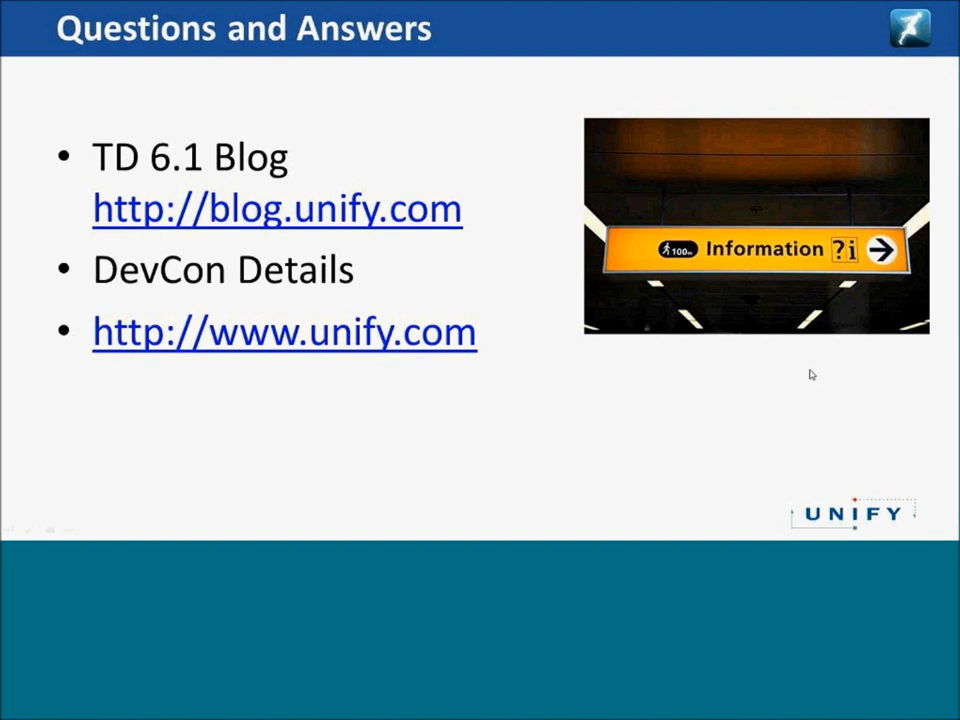 Questions and Answers
TD 6.1 Blog
http://blog.unify.com
DevCon Details
http://www.unify.com
100m Information ?i
UNIFY